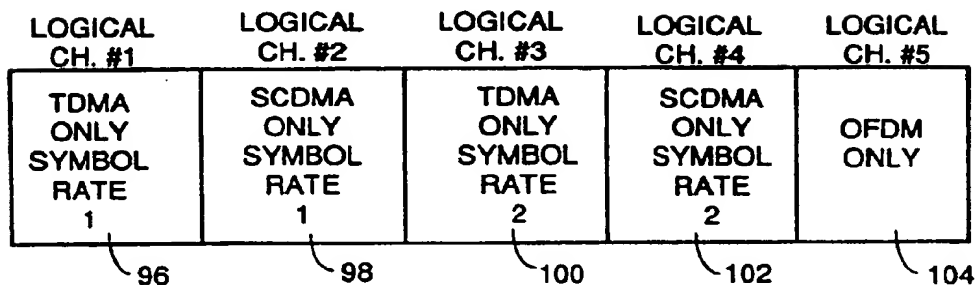 LOGICAL CH. #1
LOGICAL CH. #2
LOGICAL CH. #3
LOGICAL CH. #4
LOGICAL CH. #5
TDMA
ONLY
SYMBOL
RATE
1
SCDMA
ONLY
SYMBOL
RATE
1
TDMA
ONLY
SYMBOL
RATE
2
SCDMA
ONLY
SYMBOL
RATE
2
OFDM
ONLY
96
98
100
102
104